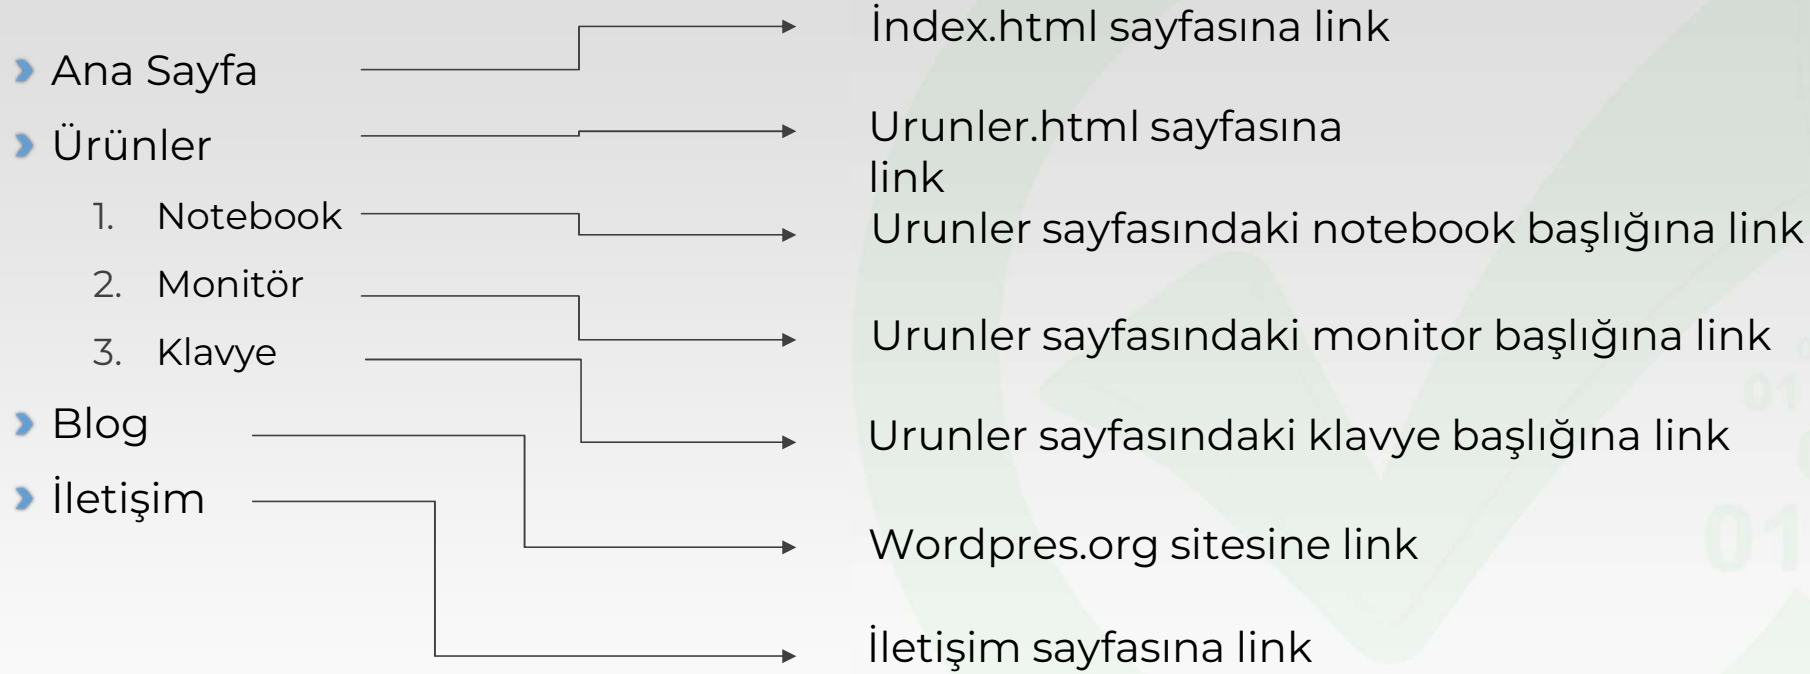 Ana Sayfa
Ürünler
1. Notebook
2. Monitör
3. Klavye
Blog
İletişim
İndex.html sayfasına link
Urunler.html sayfasına
link
Urunler sayfasındaki notebook başlığına link
Urunler sayfasındaki monitor başlığına link
Urunler sayfasındaki klavye başlığına link
Wordpres.org sitesine link
İletişim sayfasına link
01
01